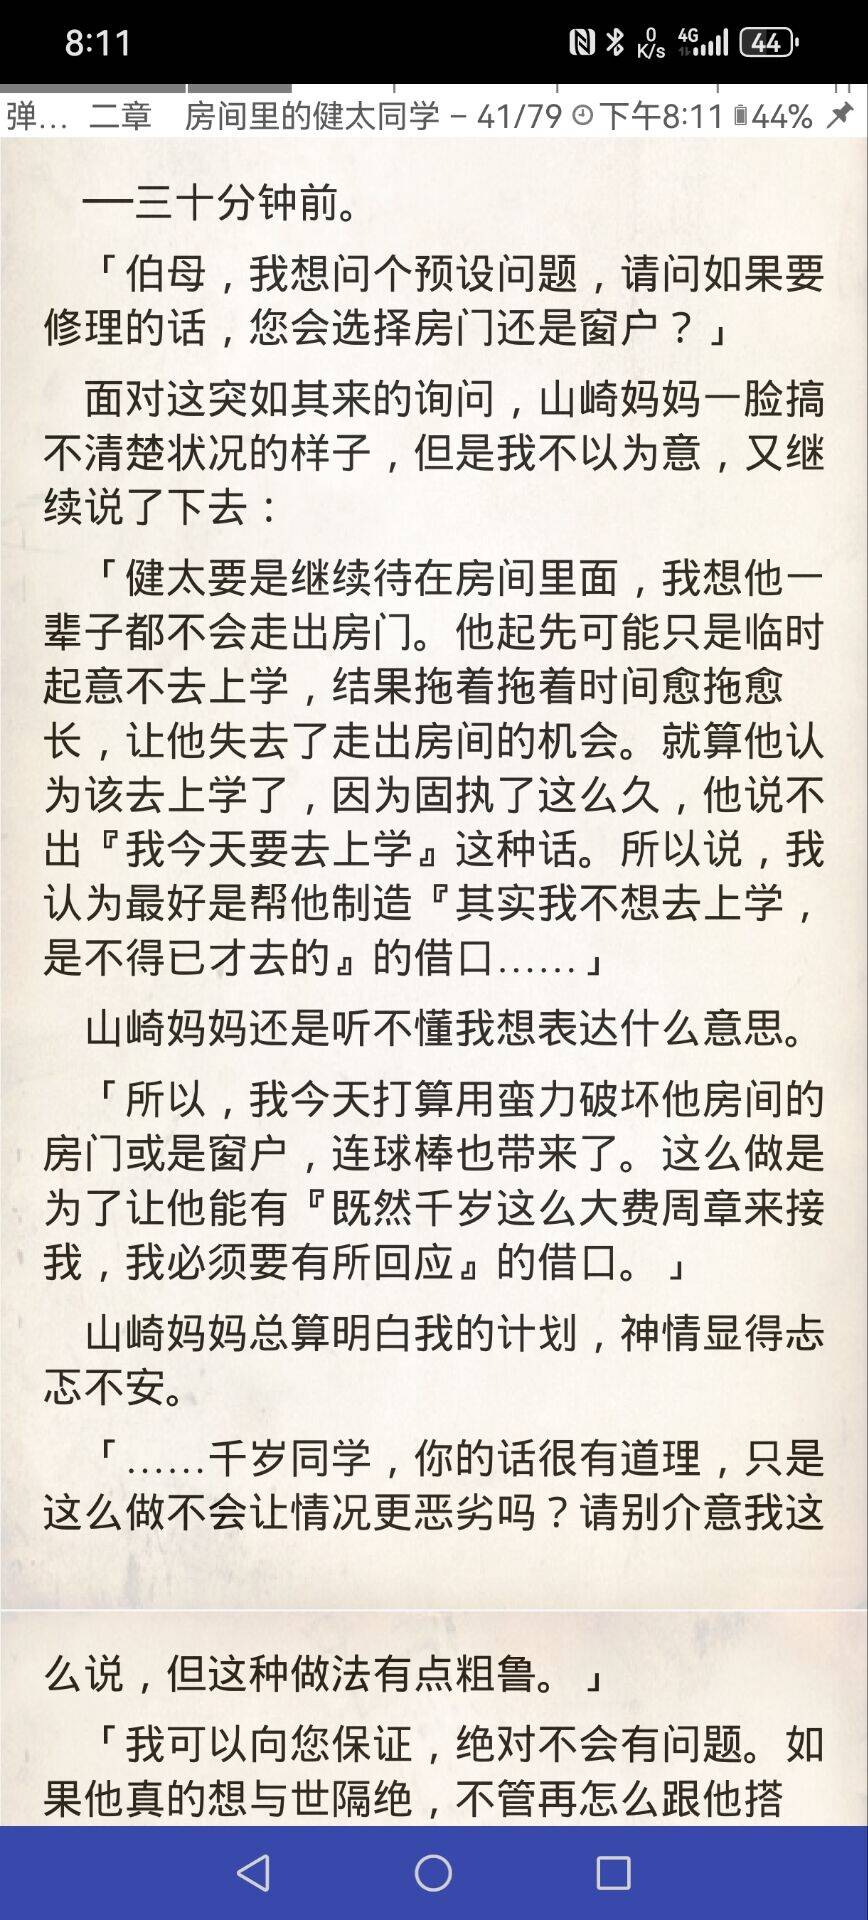 8:11
0 K/s 4G 44
弹… 二章 房间里的健太同学 – 41/79 下午8:11 44%
──三十分钟前。
「伯母，我想问个预设问题，请问如果要
修理的话，您会选择房门还是窗户？」
面对这突如其来的询问，山崎妈妈一脸搞
不清楚状况的样子，但是我不以为意，又继
续说了下去：
「健太要是继续待在房间里面，我想他一
辈子都不会走出房门。他起先可能只是临时
起意不去上学，结果拖着拖着时间愈拖愈
长，让他失去了走出房间的机会。就算他认
为该去上学了，因为固执了这么久，他说不
出『我今天要去上学』这种话。所以说，我
认为最好是帮他制造『其实我不想去上学，
是不得已才去的』的借口……」
山崎妈妈还是听不懂我想表达什么意思。
「所以，我今天打算用蛮力破坏他房间的
房门或是窗户，连球棒也带来了。这么做是
为了让他能有『既然千岁这么大费周章来接
我，我必须要有所回应』的借口。」
山崎妈妈总算明白我的计划，神情显得忐
忑不安。
「……千岁同学，你的话很有道理，只是
这么做不会让情况更恶劣吗？请别介意我这
么说，但这种做法有点粗鲁。」
「我可以向您保证，绝对不会有问题。如
果他真的想与世隔绝，不管再怎么跟他搭